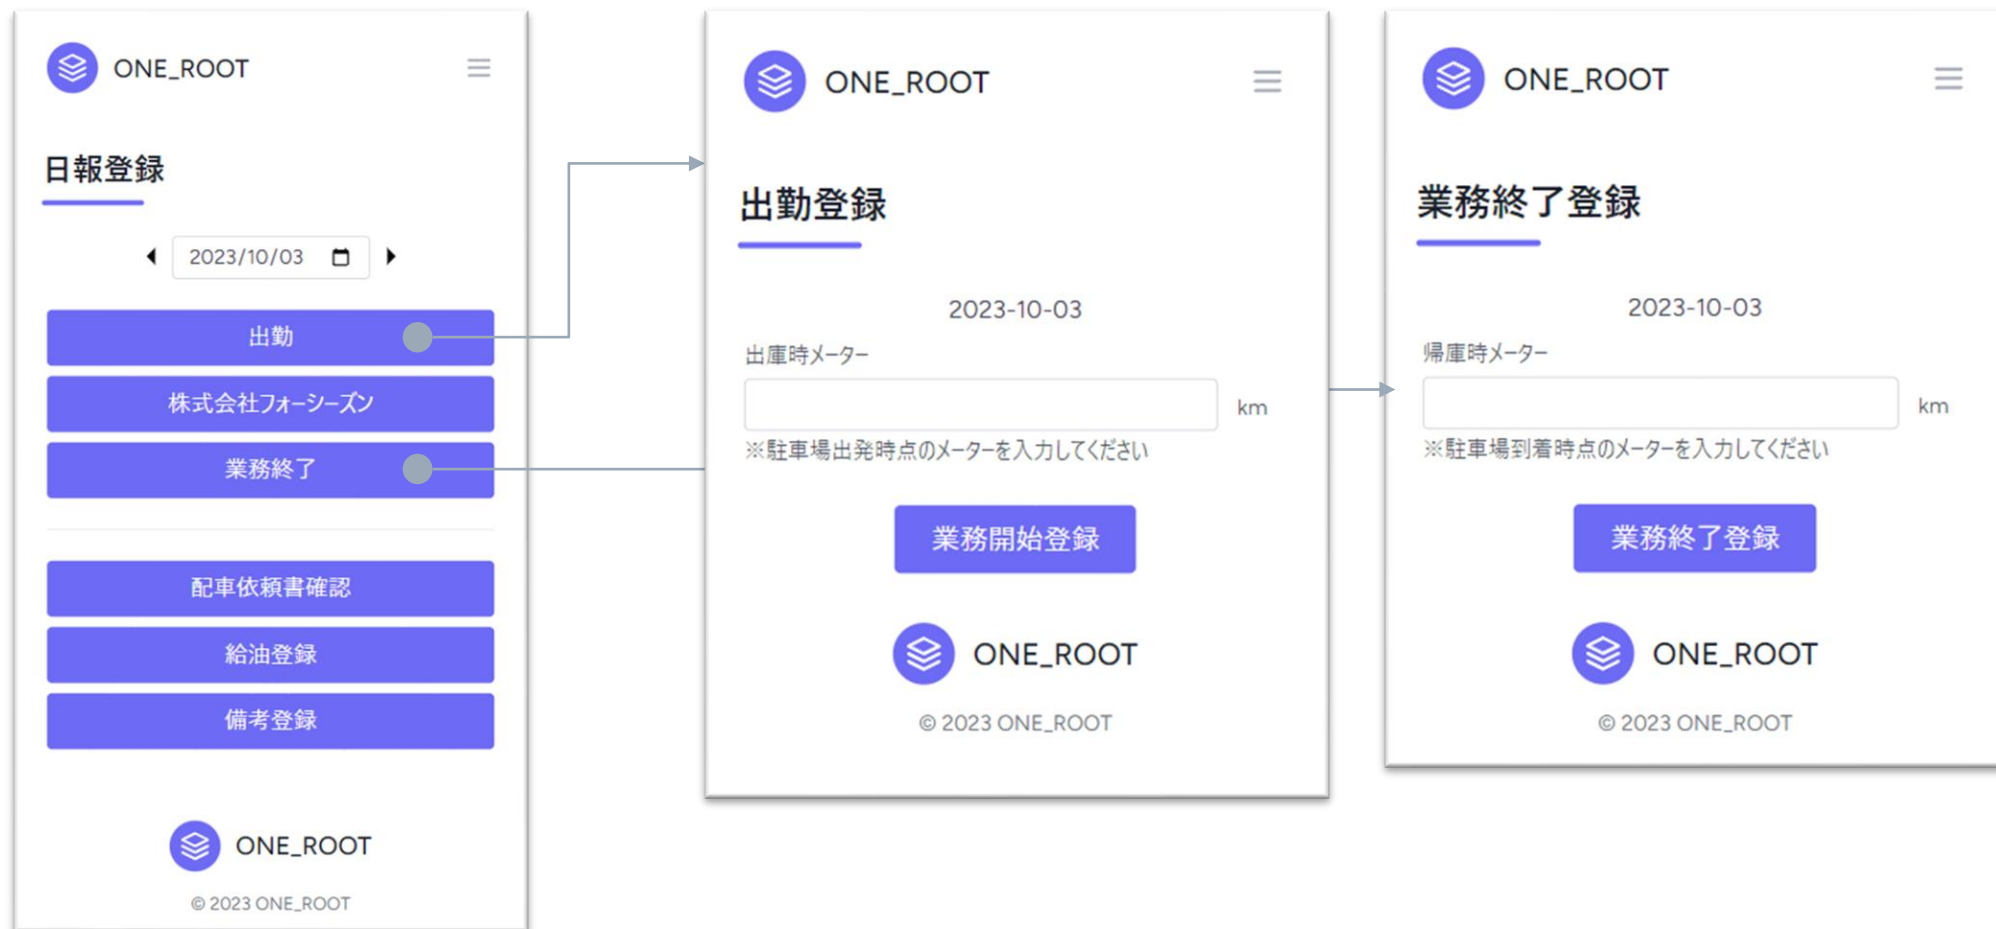 ONE_ROOT
日報登録
2023/10/03
出勤
株式会社フォーシーズン
業務終了
配車依頼書確認
給油登録
備考登録
ONE_ROOT
© 2023 ONE_ROOT
ONE_ROOT
出勤登録
2023-10-03
出庫時メーター
km
※駐車場出発時点のメーターを入力してください
業務開始登録
ONE_ROOT
© 2023 ONE_ROOT
ONE_ROOT
業務終了登録
2023-10-03
帰庫時メーター
km
※駐車場到着時点のメーターを入力してください
業務終了登録
ONE_ROOT
© 2023 ONE_ROOT